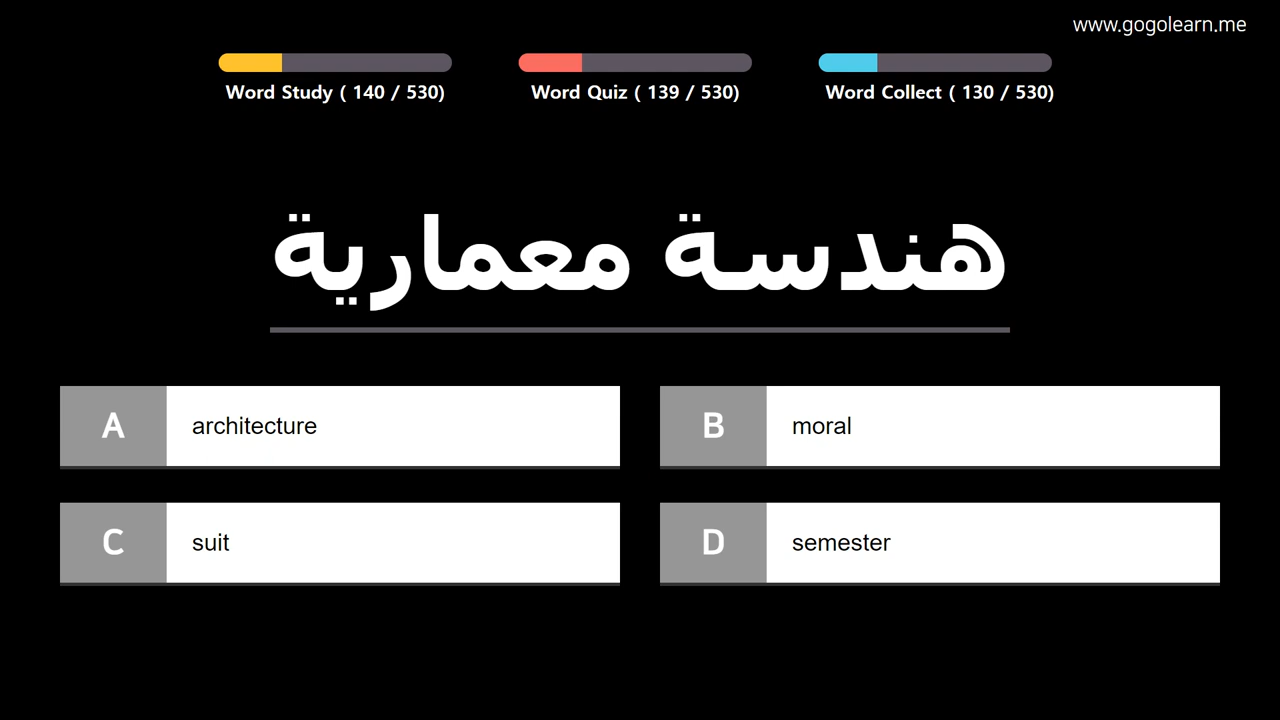 www.gogolearn.me
Word Study ( 140 / 530)
Word Quiz ( 139 / 530)
Word Collect ( 130 / 530)
هندسة معمارية
A architecture
B moral
C suit
D semester